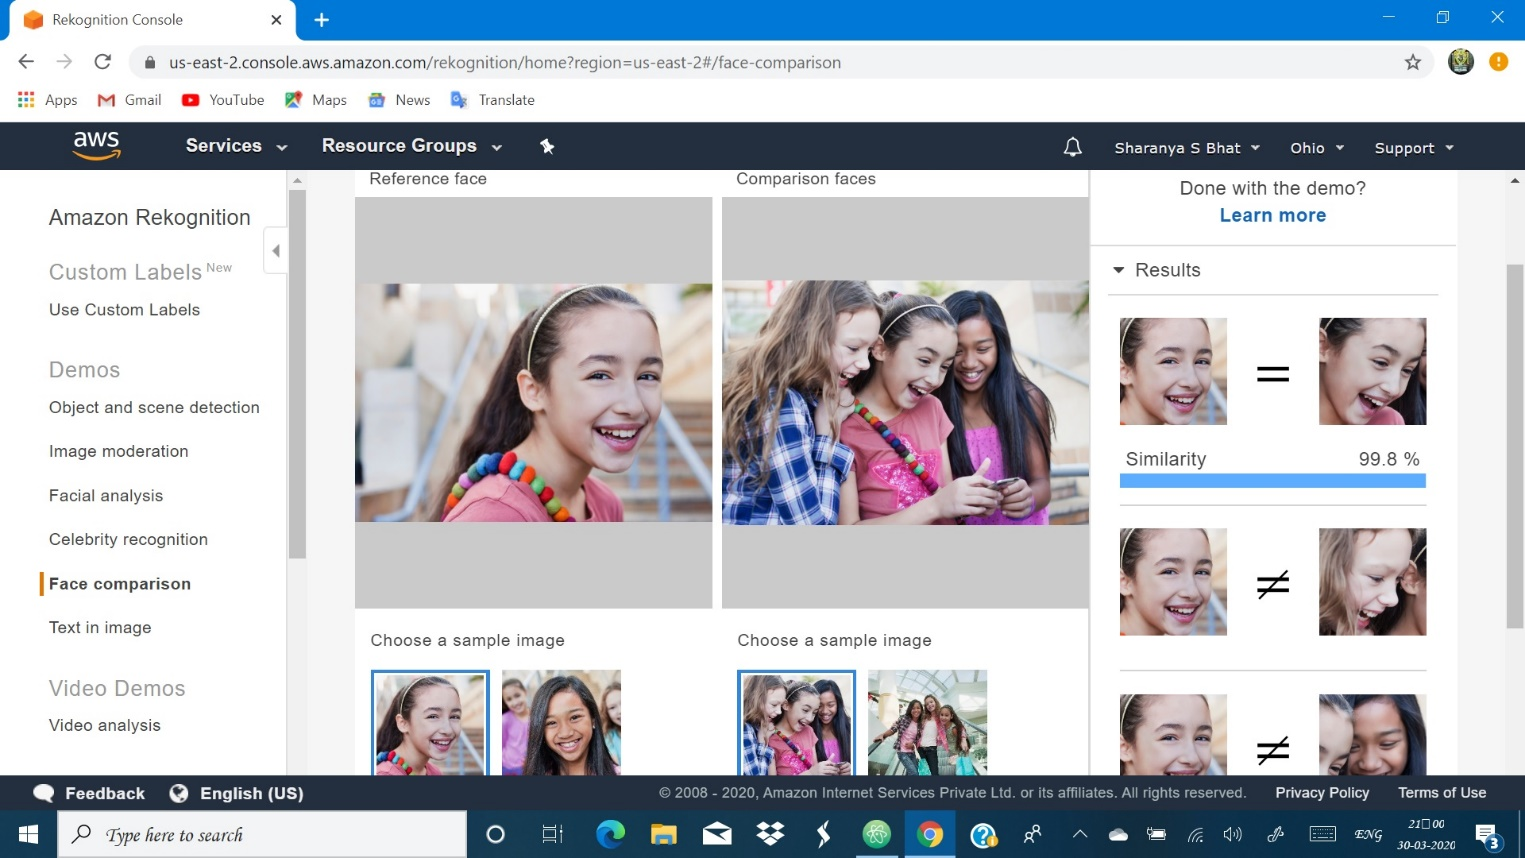 Rekognition Console
us-east-2.console.aws.amazon.com/rekognition/home?region=us-east-2#/face-comparison
Apps Gmail YouTube Maps News Translate
aws Services Resource Groups Sharanya S Bhat Ohio Support
Amazon Rekognition
Custom Labels New
Use Custom Labels
Demos
Object and scene detection
Image moderation
Facial analysis
Celebrity recognition
Face comparison
Text in image
Video Demos
Video analysis
Reference face
Comparison faces
Choose a sample image
Choose a sample image
Done with the demo?
Learn more
Results
=
Similarity 99.8 %
≠
≠
Feedback English (US) © 2008 - 2020, Amazon Internet Services Private Ltd. or its affiliates. All rights reserved. Privacy Policy Terms of Use
Type here to search
ENG
21□00
30-03-2020
3